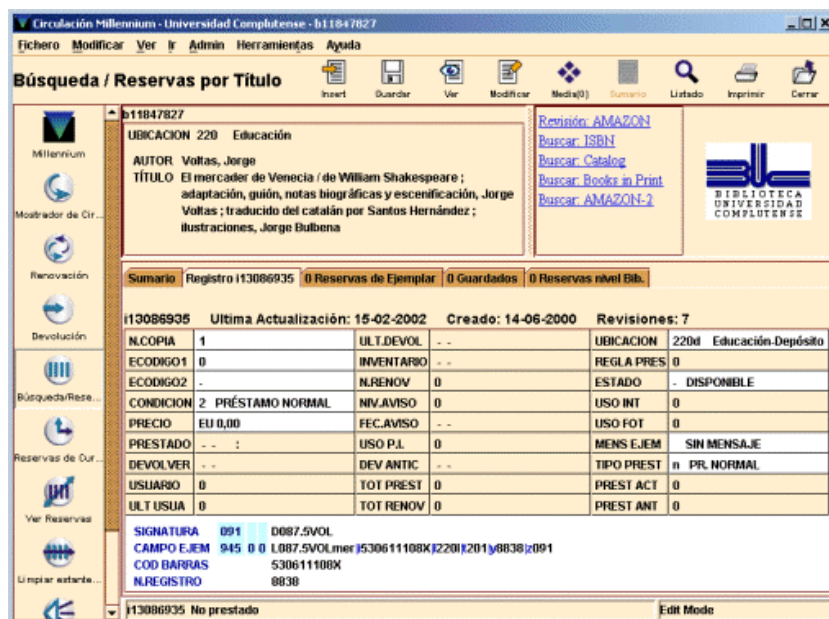 Circulación Millennium - Universidad Complutense - b11847827
Fichero Modificar Ver Ir Admin Herramientas Ayuda
Búsqueda / Reservas por Título
Insert Guardar Ver Modificar Media(0) Sumario Listado Imprimir Cerrar
Millennium
Mostrador de Cir...
Renovación
Devolución
Búsqueda/Rese...
Reservas de Cur...
Ver Reservas
Limpiar estante...
b11847827
UBICACION 220 Educación
AUTOR Voltas, Jorge
TÍTULO El mercader de Venecia / de William Shakespeare ;
adaptación, guión, notas biográficas y escenificación, Jorge
Voltas ; traducido del catalán por Santos Hernández ;
ilustraciones, Jorge Bulbena
Revisión: AMAZON
Buscar: ISBN
Buscar: Catalog
Buscar: Books in Print
Buscar: AMAZON-2
BIBLIOTECA
UNIVERSIDAD
COMPLUTENSE
Sumario Registro i13086935 0 Reservas de Ejemplar 0 Guardados 0 Reservas nivel Bib.
i13086935 Ultima Actualización: 15-02-2002 Creado: 14-06-2000 Revisiones: 7
N.COPIA 1 ULT.DEVOL - - UBICACION 220d Educación-Depósito
ECODIGO1 0 INVENTARIO - - REGLA PRES 0
ECODIGO2 - N.RENOV 0 ESTADO - DISPONIBLE
CONDICION 2 PRÉSTAMO NORMAL NIV.AVISO 0 USO INT 0
PRECIO EU 0,00 FEC.AVISO - - USO FOT 0
PRESTADO - - : USO P.I. 0 MENS EJEM SIN MENSAJE
DEVOLVER - - DEV ANTIC - - TIPO PREST n PR. NORMAL
USUARIO 0 TOT PREST 0 PREST ACT 0
ULT USUA 0 TOT RENOV 0 PREST ANT 0
SIGNATURA 091 D087.5VOL
CAMPO EJEM 945 0 0 L087.5VOLmer|i530611108X|l220l|t201|y8838|z091
COD BARRAS 530611108X
N.REGISTRO 8838
i13086935 No prestado Edit Mode